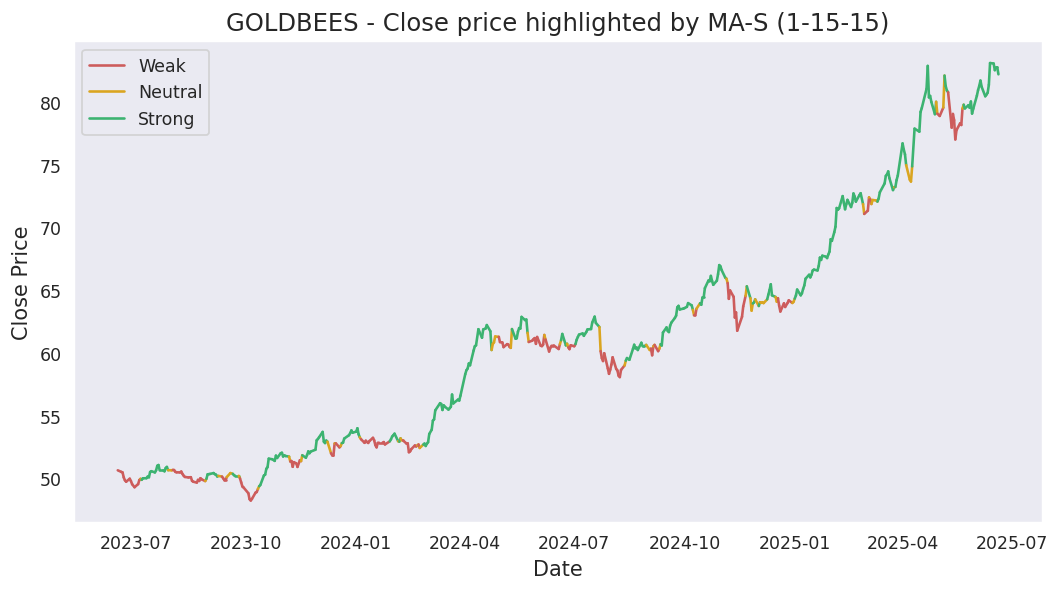 GOLDBEES - Close price highlighted by MA-S (1-15-15)
Weak
Neutral
Strong
Close Price
80
75
70
65
60
55
50
2023-07 2023-10 2024-01 2024-04 2024-07 2024-10 2025-01 2025-04 2025-07
Date